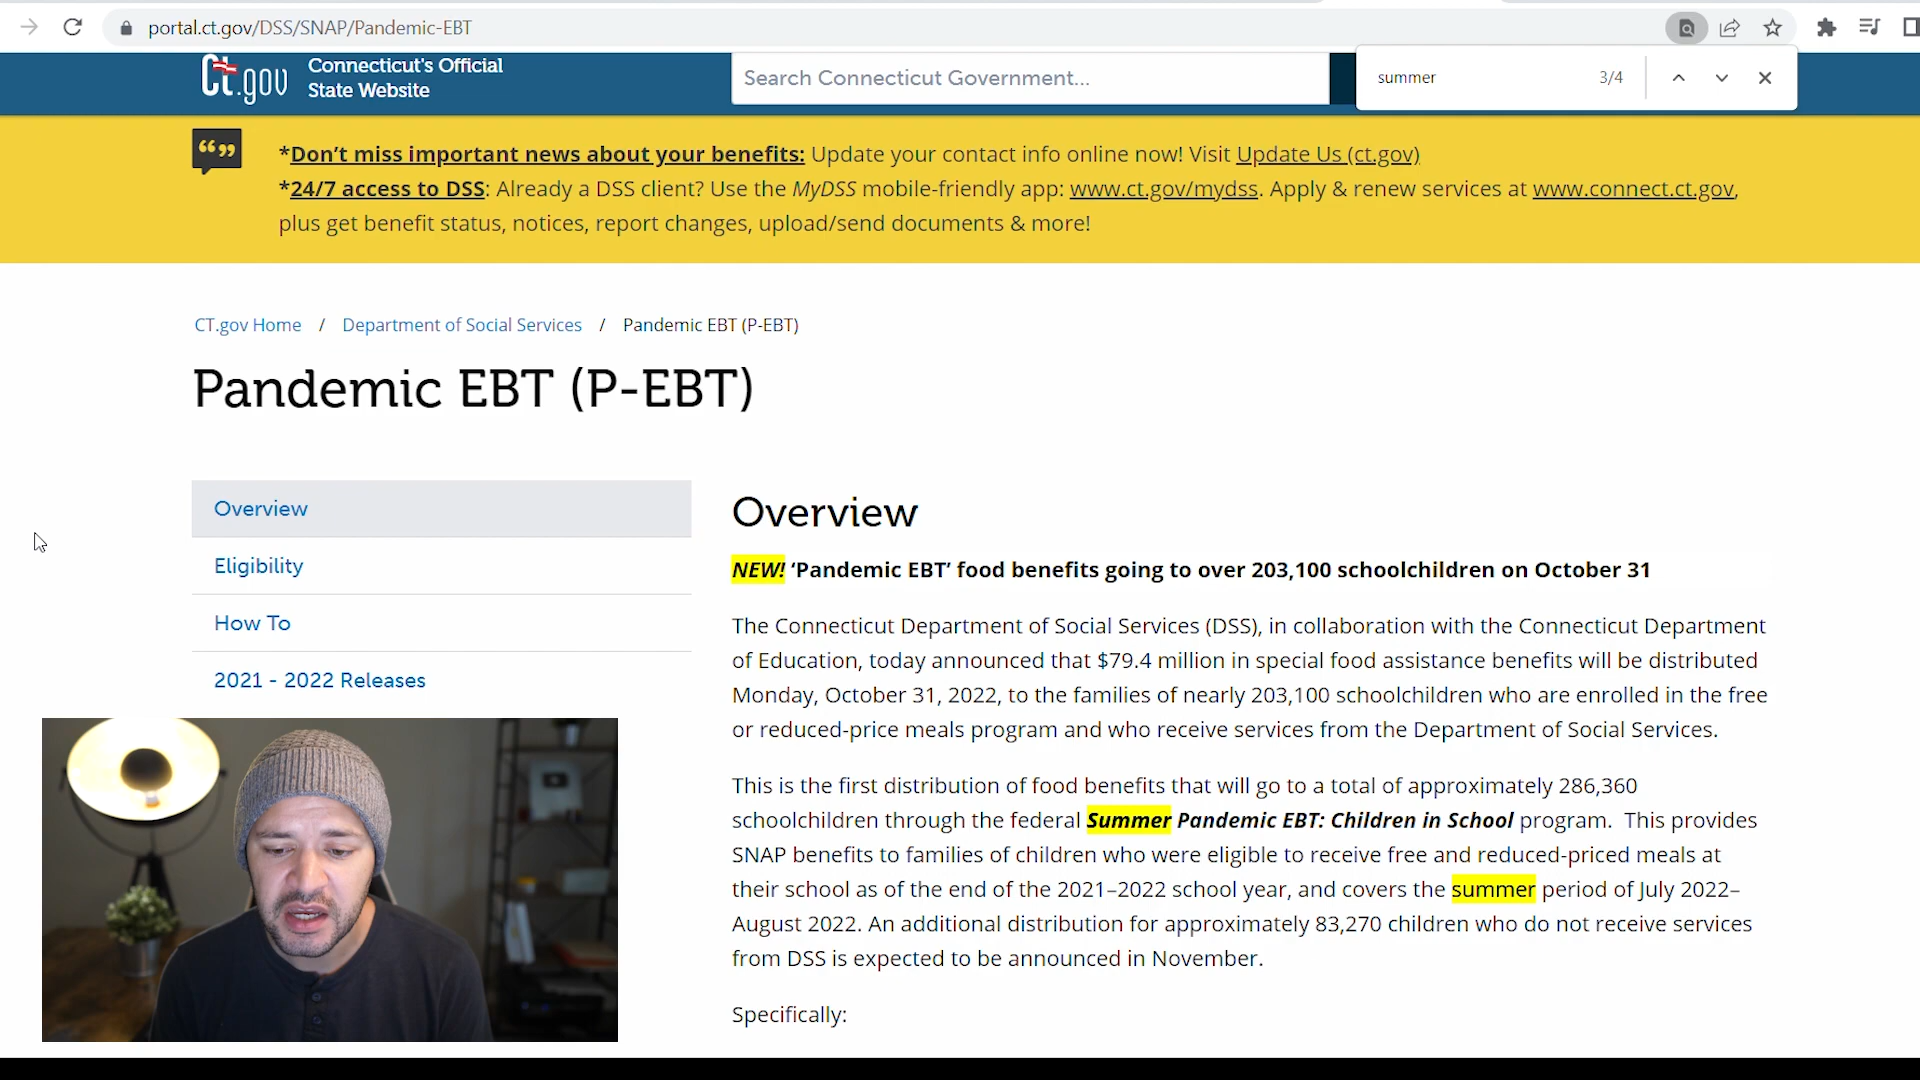 portal.ct.gov/DSS/SNAP/Pandemic-EBT
summer 3/4
Ct.gov Connecticut's Official
State Website
Search Connecticut Government...
*Don't miss important news about your benefits: Update your contact info online now! Visit Update Us (ct.gov)
*24/7 access to DSS: Already a DSS client? Use the MyDSS mobile-friendly app: www.ct.gov/mydss. Apply & renew services at www.connect.ct.gov,
plus get benefit status, notices, report changes, upload/send documents & more!
CT.gov Home / Department of Social Services / Pandemic EBT (P-EBT)
Pandemic EBT (P-EBT)
Overview
Eligibility
How To
2021 - 2022 Releases
Overview
NEW! ‘Pandemic EBT’ food benefits going to over 203,100 schoolchildren on October 31
The Connecticut Department of Social Services (DSS), in collaboration with the Connecticut Department
of Education, today announced that $79.4 million in special food assistance benefits will be distributed
Monday, October 31, 2022, to the families of nearly 203,100 schoolchildren who are enrolled in the free
or reduced-price meals program and who receive services from the Department of Social Services.
This is the first distribution of food benefits that will go to a total of approximately 286,360
schoolchildren through the federal Summer Pandemic EBT: Children in School program. This provides
SNAP benefits to families of children who were eligible to receive free and reduced-priced meals at
their school as of the end of the 2021–2022 school year, and covers the summer period of July 2022–
August 2022. An additional distribution for approximately 83,270 children who do not receive services
from DSS is expected to be announced in November.
Specifically: